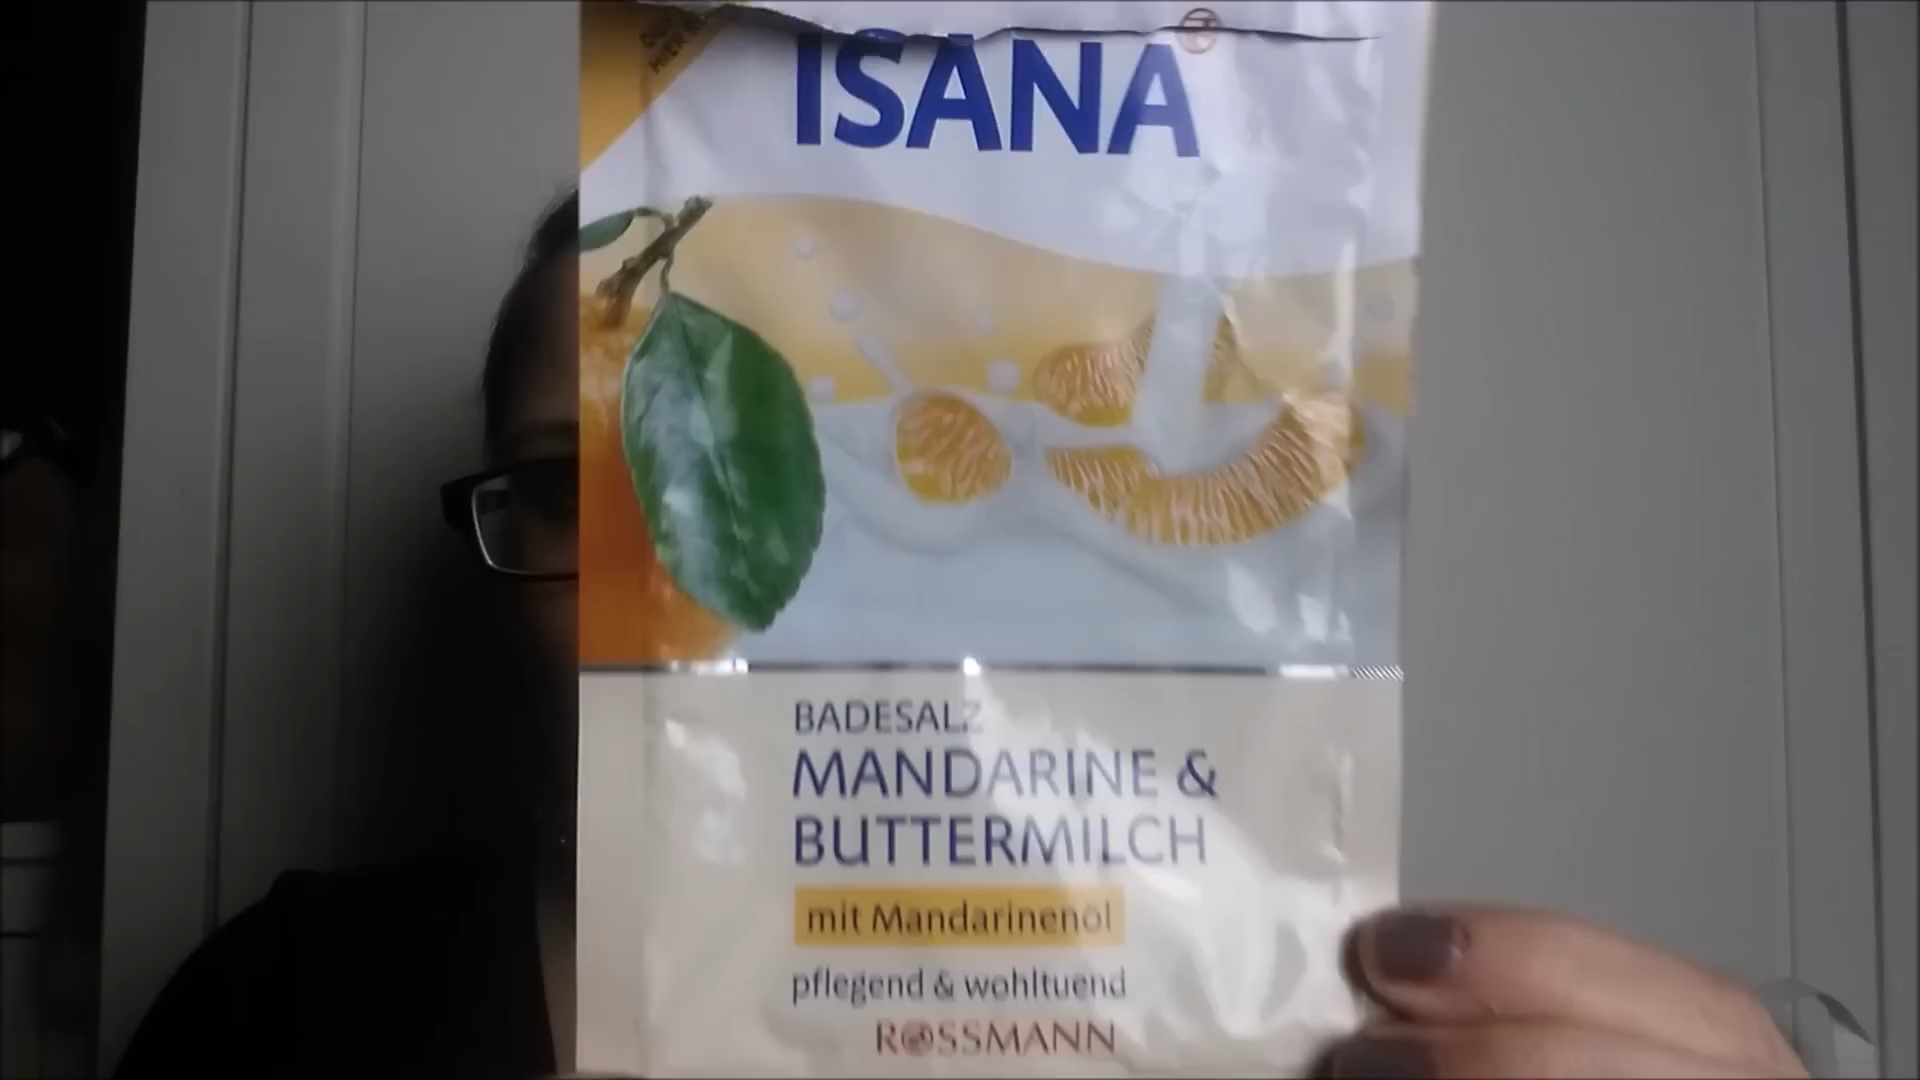 ISANA
BADESALZ
MANDARINE &
BUTTERMILCH
mit Mandarinenöl
pflegend & wohltuend
ROSSMANN